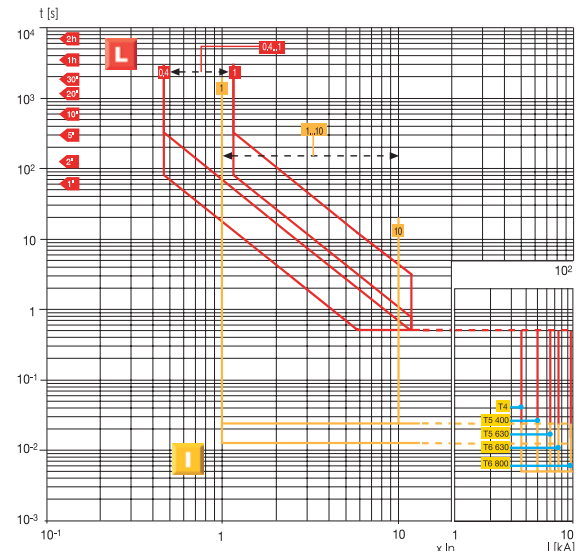 t [s]
10⁴
2h
L
0,4...1
1h
0,4
1
30'
20'
1
10³
10'
5'
1...10
10²
2'
1'
10
10
10²
1
10⁻¹
T4
T5 400
T5 630
10⁻²
I
T6 630
T6 800
10⁻³
10⁻¹
1
10
1
10
x In
I [kA]